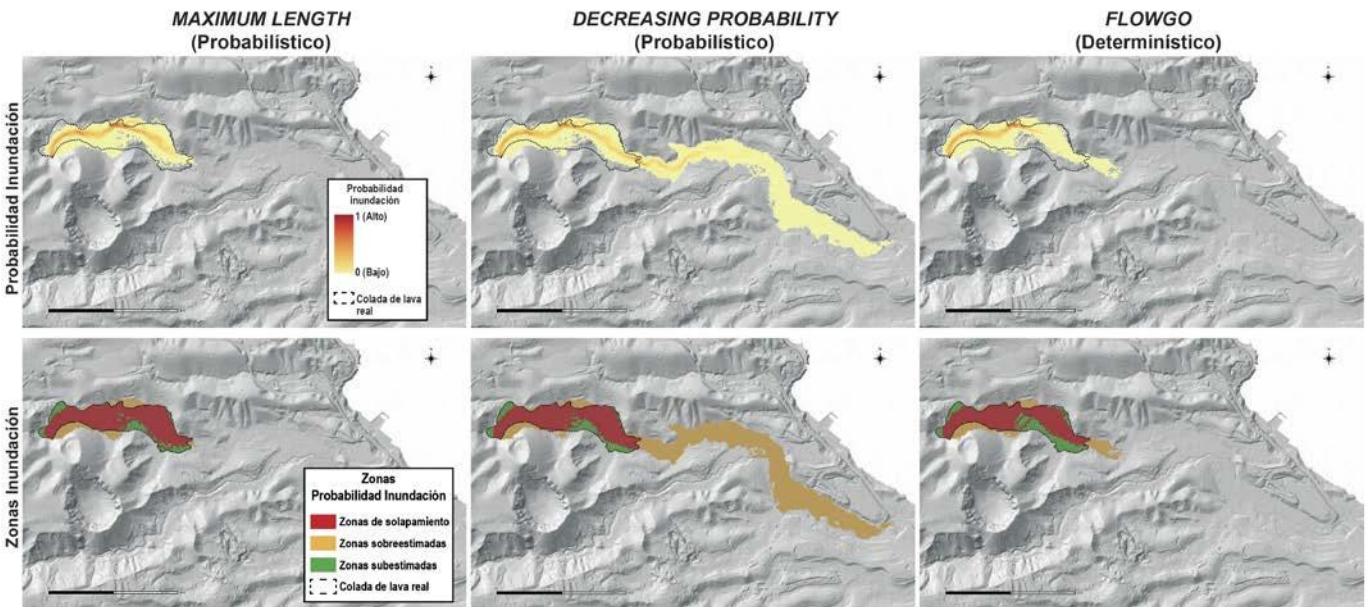 MAXIMUM LENGTH
(Probabilístico)
DECREASING PROBABILITY
(Probabilístico)
FLOWGO
(Determinístico)
Probabilidad Inundación
Probabilidad
inundación
1 (Alto)
0 (Bajo)
Colada de lava
real
Zonas Inundación
Zonas
Probabilidad Inundación
Zonas de solapamiento
Zonas sobreestimadas
Zonas subestimadas
Colada de lava real